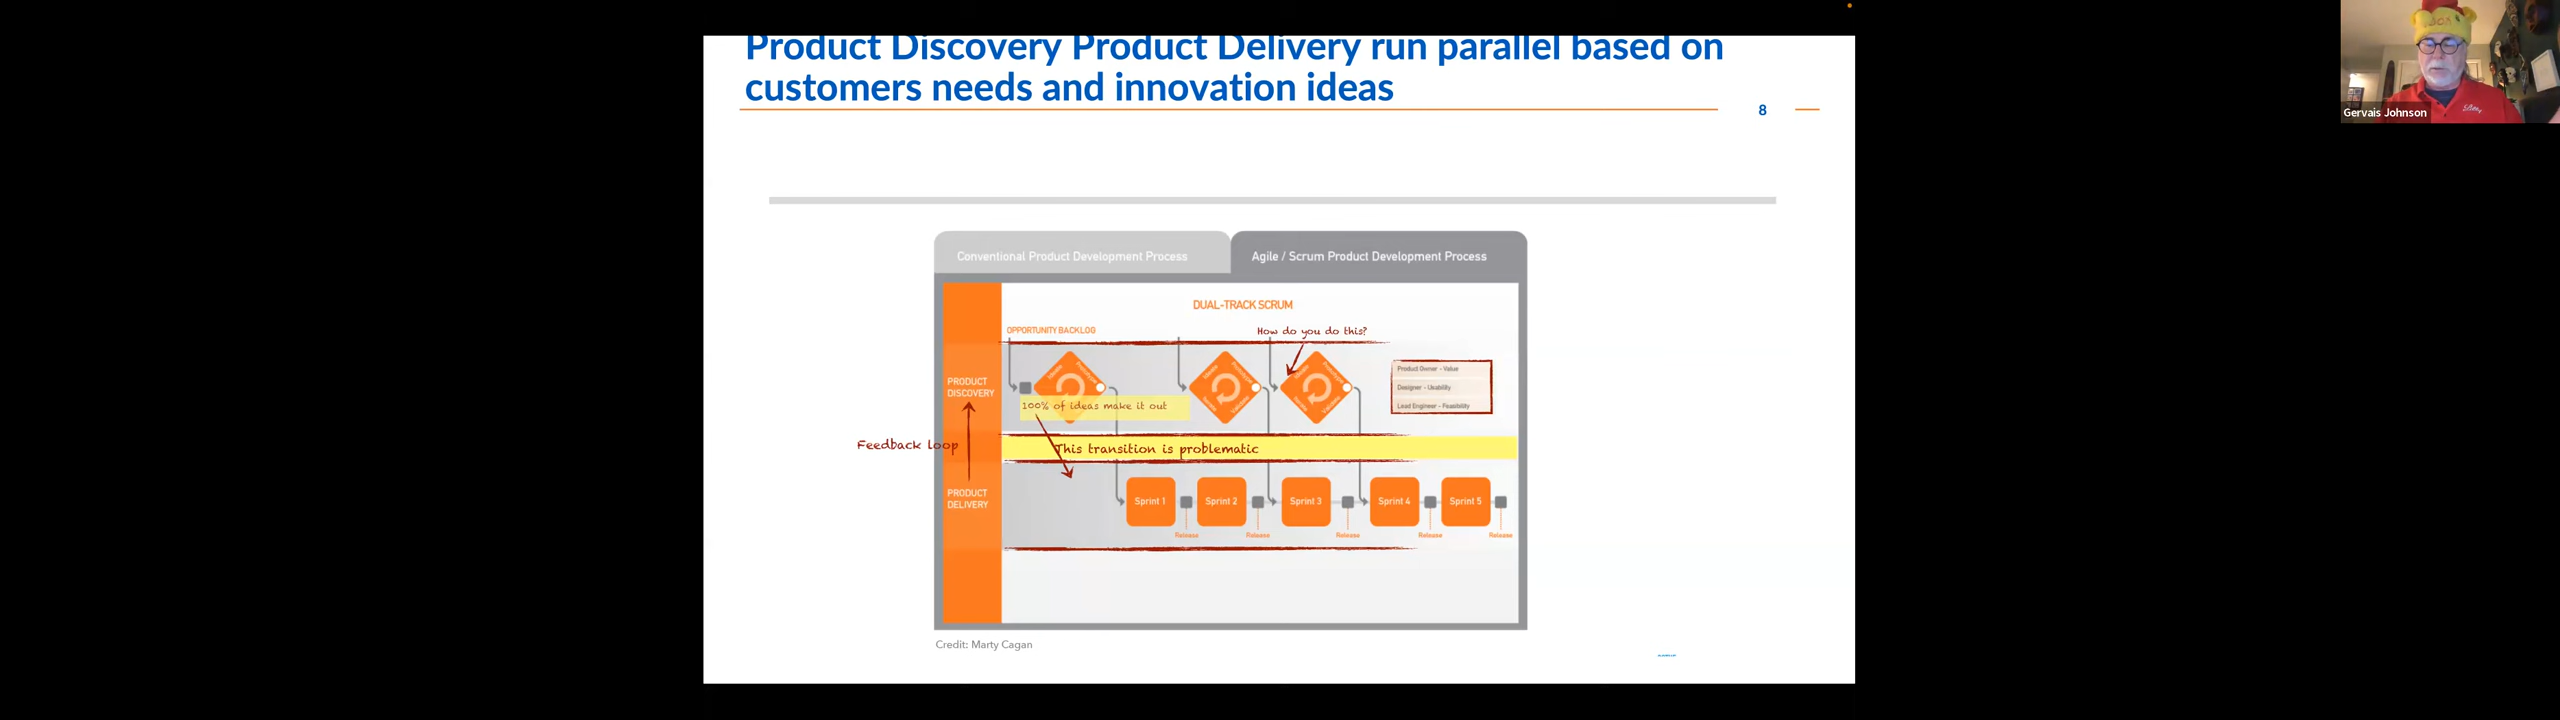 Product Discovery Product Delivery run parallel based on
customers needs and innovation ideas
8
Gervais Johnson
Conventional Product Development Process
Agile / Scrum Product Development Process
DUAL-TRACK SCRUM
OPPORTUNITY BACKLOG
How do you do this?
PRODUCT
DISCOVERY
Product Owner - Value
Designer - Usability
Lead Engineer - Feasibility
100% of ideas make it out
Feedback loop
This transition is problematic
PRODUCT
DELIVERY
Sprint 1
Sprint 2
Sprint 3
Sprint 4
Sprint 5
Release
Release
Release
Release
Release
Credit: Marty Cagan